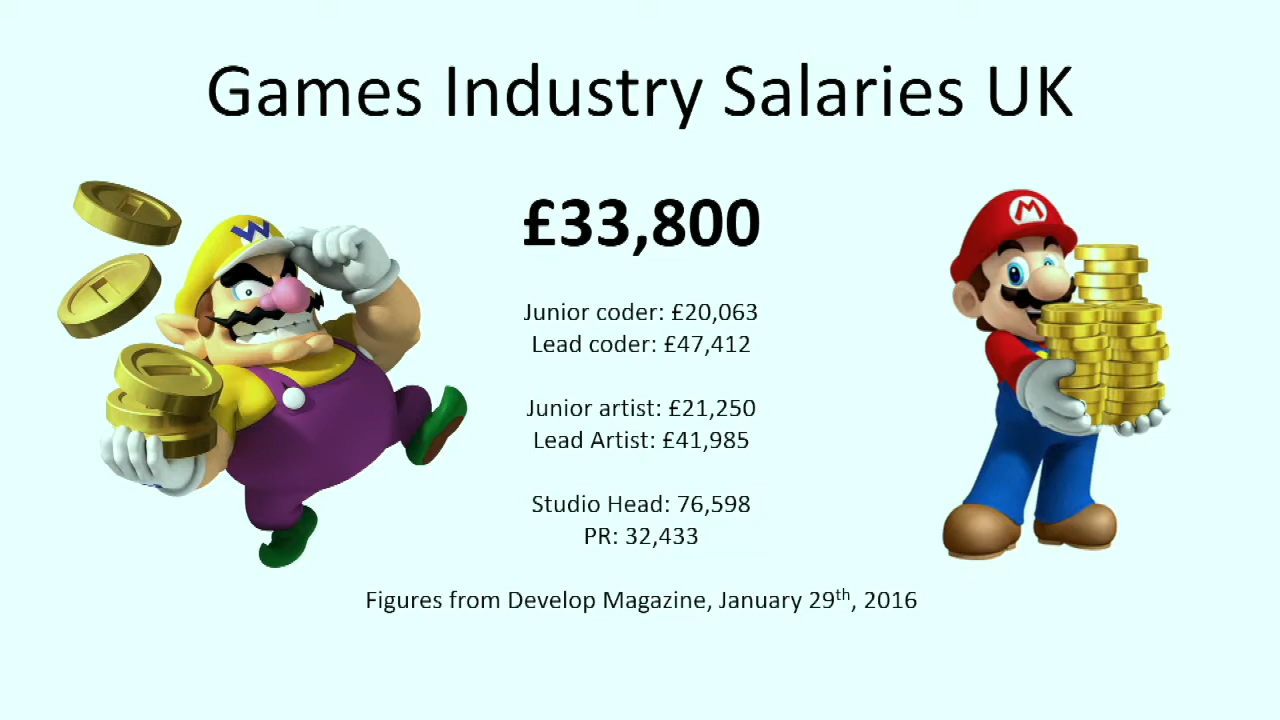 Games Industry Salaries UK
£33,800
Junior coder: £20,063
Lead coder: £47,412
Junior artist: £21,250
Lead Artist: £41,985
Studio Head: 76,598
PR: 32,433
Figures from Develop Magazine, January 29th, 2016